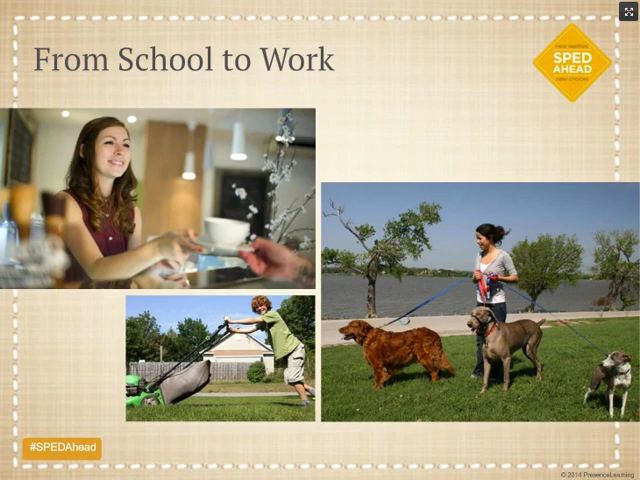 From School to Work
SPED
AHEAD
#SPEDAhead
© 2014 PresenceLearning